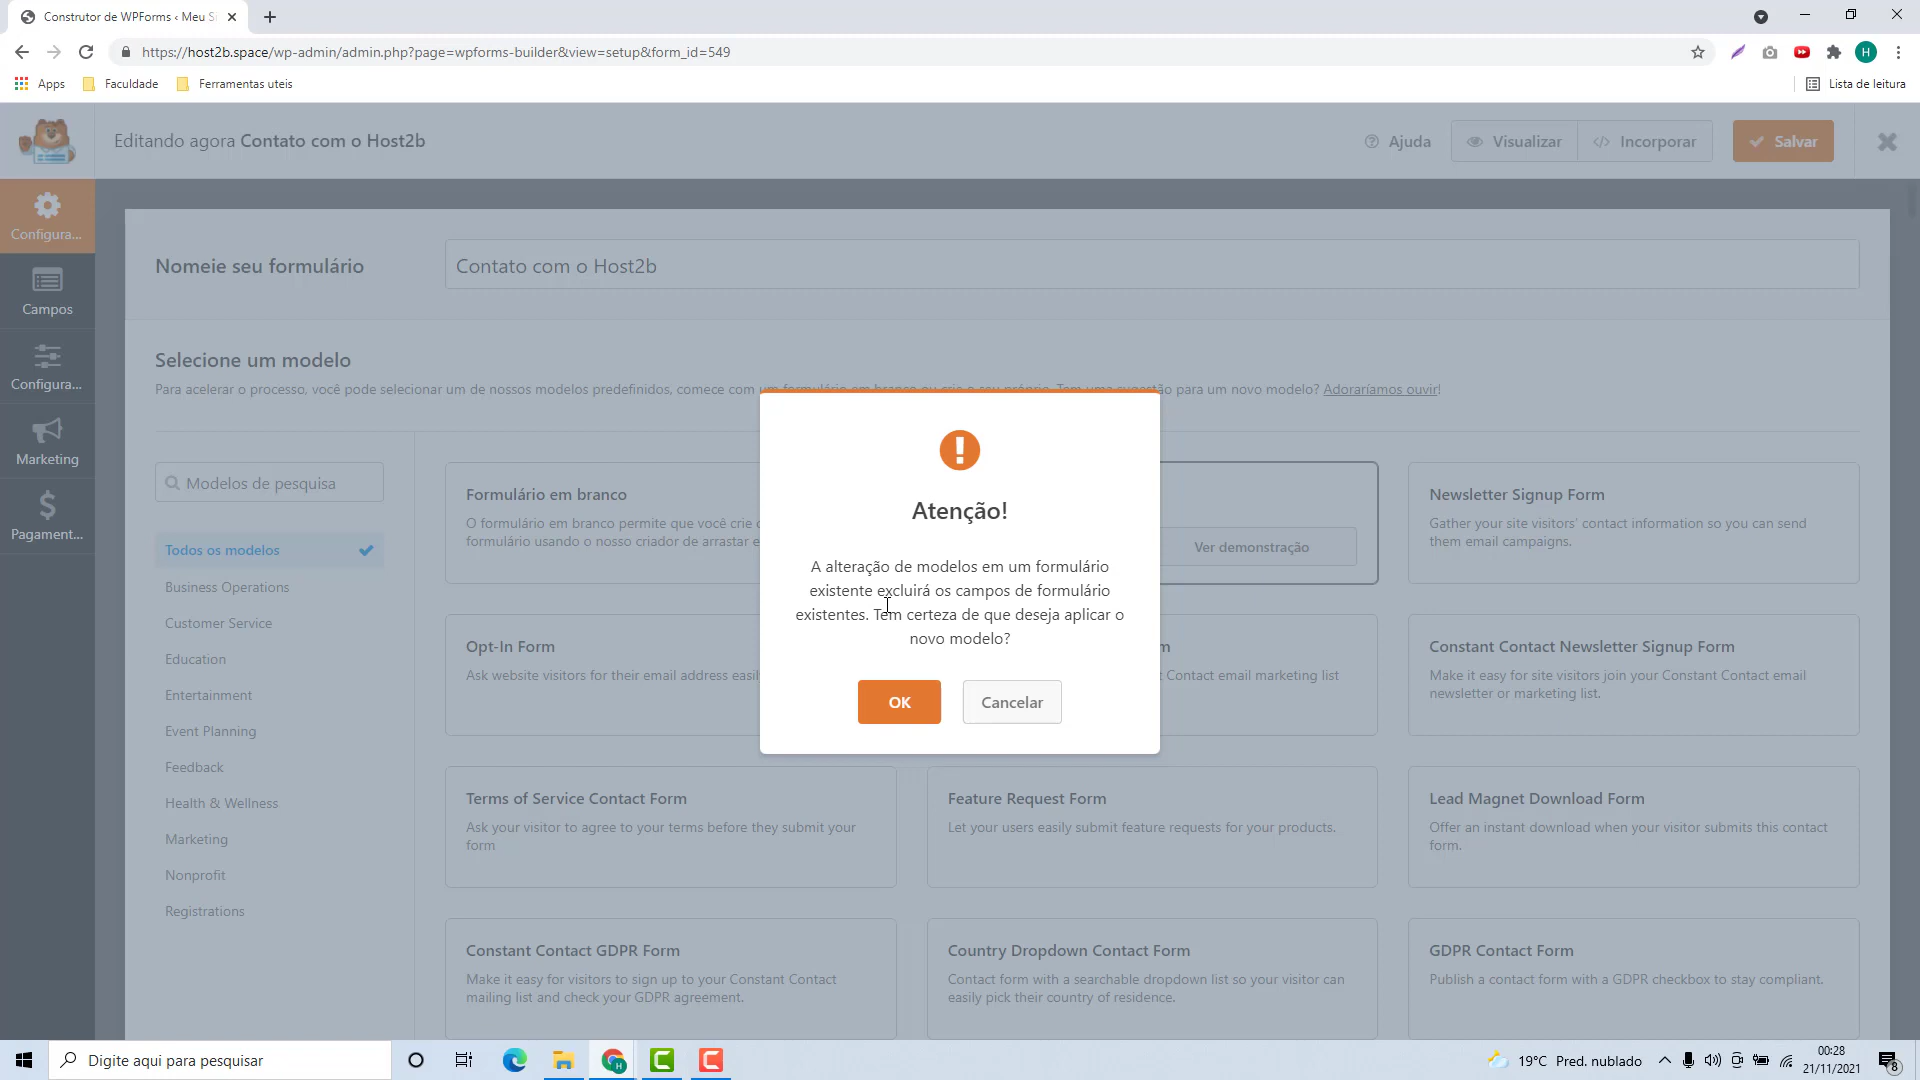 Construtor de WPForms ‹ Meu S
https://host2b.space/wp-admin/admin.php?page=wpforms-builder&view=setup&form_id=549
Apps
Faculdade
Ferramentas uteis
Lista de leitura
H
Editando agora Contato com o Host2b
Ajuda
Visualizar
Incorporar
Salvar
Configura...
Campos
Configura...
Marketing
Pagament...
Nomeie seu formulário
Contato com o Host2b
Selecione um modelo
Para acelerar o processo, você pode selecionar um de nossos modelos predefinidos, comece com um formulário em branco ou crie o seu próprio. Tem uma sugestão para um novo modelo? Adoraríamos ouvir!
Modelos de pesquisa
Todos os modelos
Business Operations
Customer Service
Education
Entertainment
Event Planning
Feedback
Health & Wellness
Marketing
Nonprofit
Registrations
Formulário em branco
O formulário em branco permite que você crie
formulário usando o nosso criador de arrastar e
Ver demonstração
Newsletter Signup Form
Gather your site visitors' contact information so you can send
them email campaigns.
Opt-In Form
Ask website visitors for their email address easi
Contact email marketing list
Constant Contact Newsletter Signup Form
Make it easy for site visitors join your Constant Contact email
newsletter or marketing list.
Terms of Service Contact Form
Ask your visitor to agree to your terms before they submit your
form
Feature Request Form
Let your users easily submit feature requests for your products.
Lead Magnet Download Form
Offer an instant download when your visitor submits this contact
form.
Constant Contact GDPR Form
Make it easy for visitors to sign up to your Constant Contact
mailing list and check your GDPR agreement.
Country Dropdown Contact Form
Contact form with a searchable dropdown list so your visitor can
easily pick their country of residence.
GDPR Contact Form
Publish a contact form with a GDPR checkbox to stay compliant.
Atenção!
A alteração de modelos em um formulário
existente excluirá os campos de formulário
existentes. Tem certeza de que deseja aplicar o
novo modelo?
OK
Cancelar
Digite aqui para pesquisar
19°C Pred. nublado
00:28
21/11/2021
8